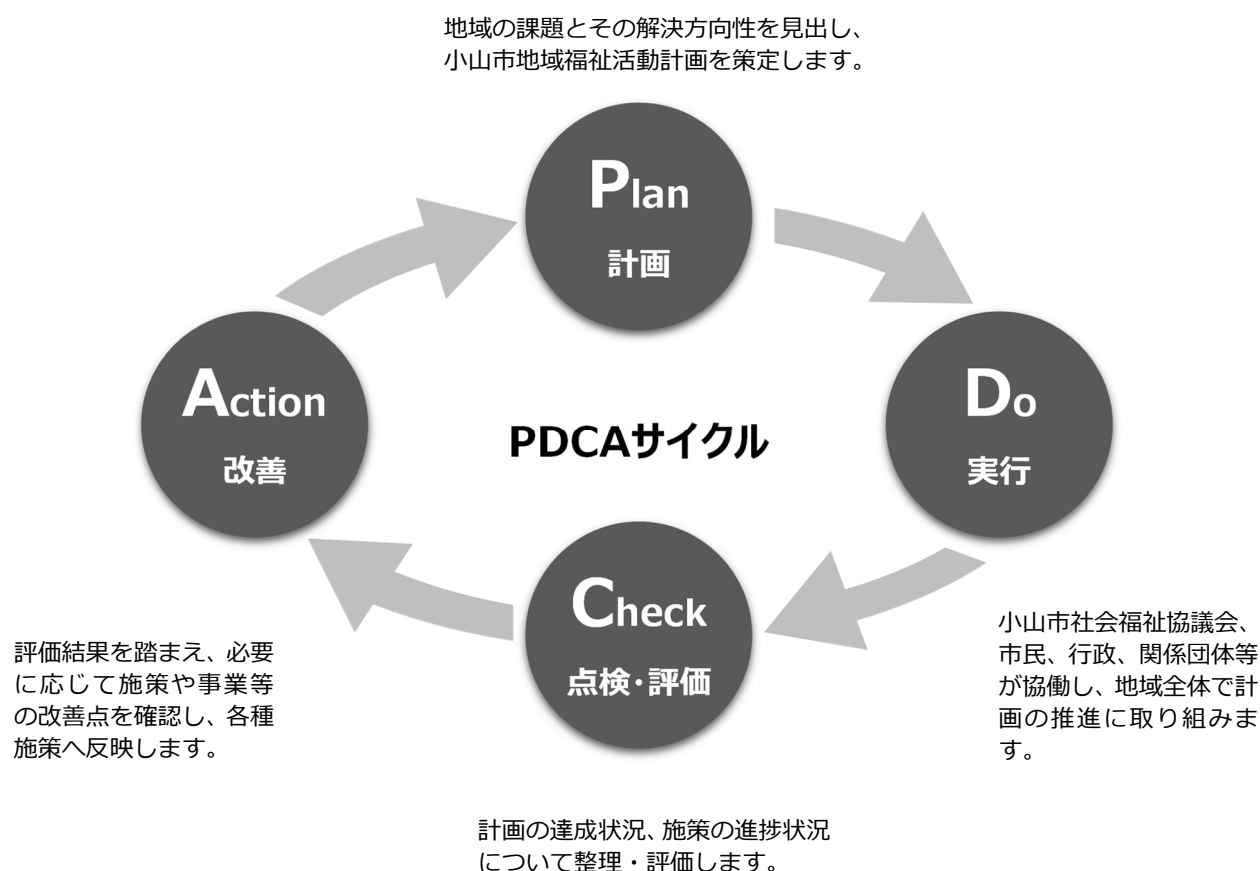 地域の課題とその解決方向性を見出し、
小山市地域福祉活動計画を策定します。
Plan
計画
Action
改善
PDCAサイクル
Do
実行
Check
点検・評価
小山市社会福祉協議会、
市民、行政、関係団体等
が協働し、地域全体で計
画の推進に取り組みま
す。
評価結果を踏まえ、必要
に応じて施策や事業等
の改善点を確認し、各種
施策へ反映します。
計画の達成状況、施策の進捗状況
について整理・評価します。